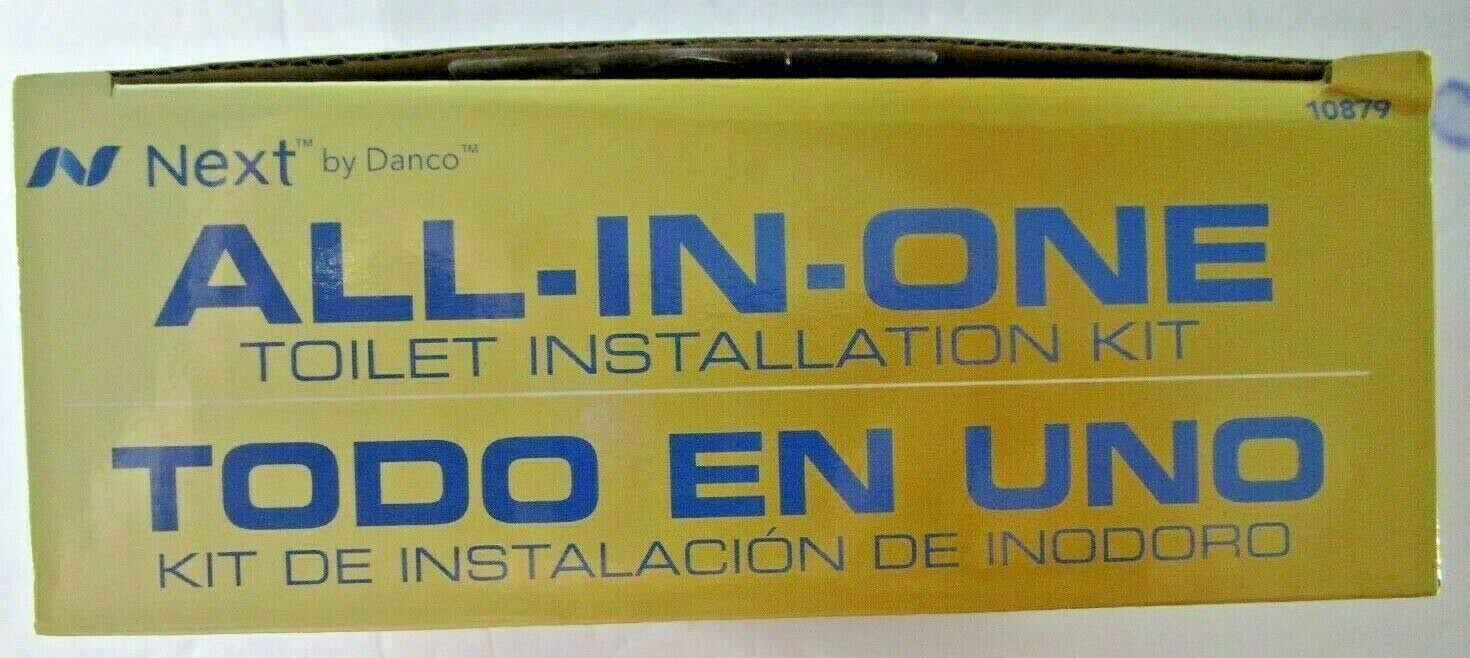 10879
Next™ by Danco™
ALL-IN-ONE
TOILET INSTALLATION KIT
TODO EN UNO
KIT DE INSTALACIÓN DE INODORO